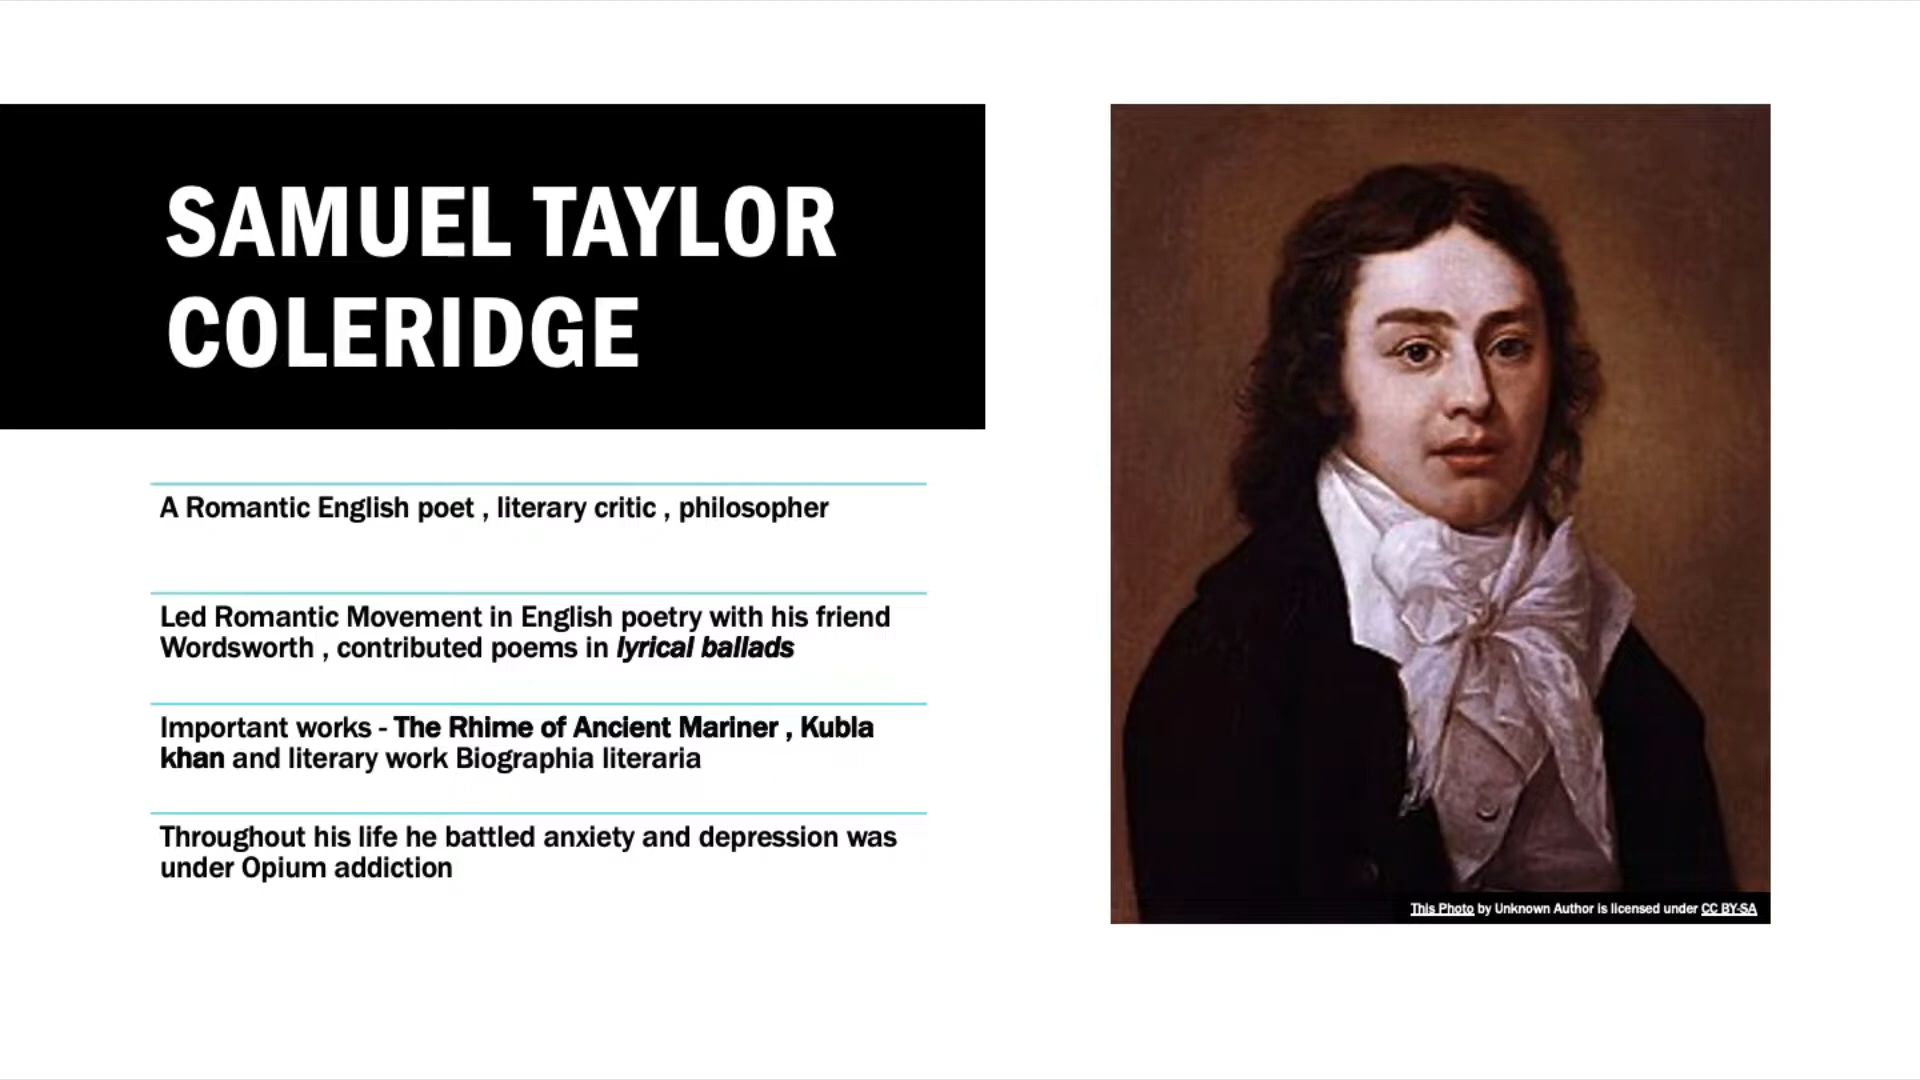 SAMUEL TAYLOR
COLERIDGE
A Romantic English poet , literary critic , philosopher
Led Romantic Movement in English poetry with his friend
Wordsworth , contributed poems in lyrical ballads
Important works - The Rhime of Ancient Mariner , Kubla
khan and literary work Biographia literaria
Throughout his life he battled anxiety and depression was
under Opium addiction
This Photo by Unknown Author is licensed under CC BY-SA